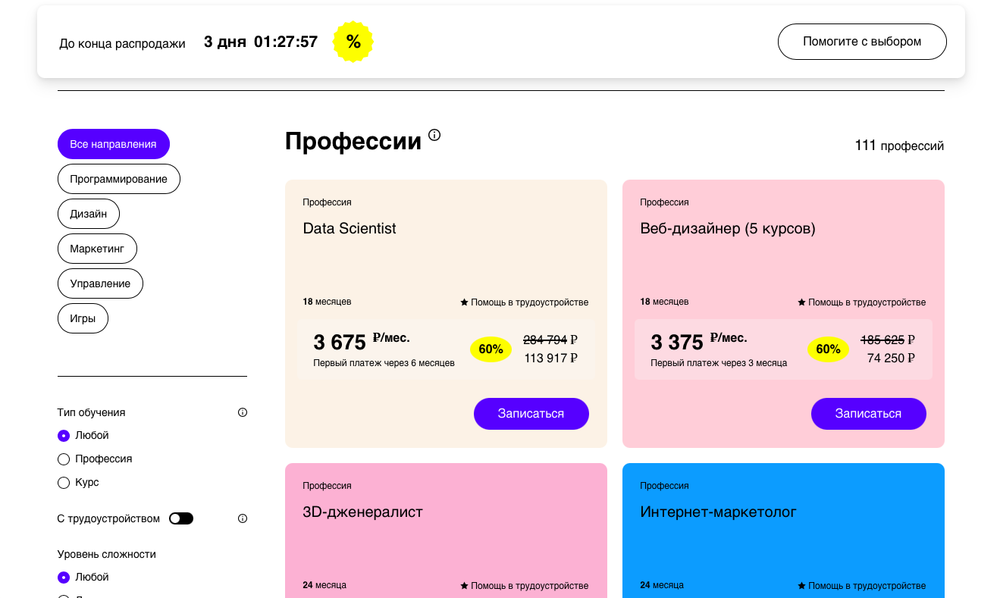 До конца распродажи 3 дня 01:27:57 %
Помогите с выбором
Все направления
Программирование
Дизайн
Маркетинг
Управление
Игры
Тип обучения
Любой
Профессия
Курс
С трудоустройством
Уровень сложности
Любой
Профессии
111 профессий
Профессия
Data Scientist
18 месяцев
Помощь в трудоустройстве
3 675 ₽/мес.
Первый платеж через 6 месяцев
60%
284 794 ₽
113 917 ₽
Записаться
Профессия
Веб-дизайнер (5 курсов)
18 месяцев
Помощь в трудоустройстве
3 375 ₽/мес.
Первый платеж через 3 месяца
60%
185 625 ₽
74 250 ₽
Записаться
Профессия
3D-дженералист
24 месяца
Помощь в трудоустройстве
Профессия
Интернет-маркетолог
24 месяца
Помощь в трудоустройстве